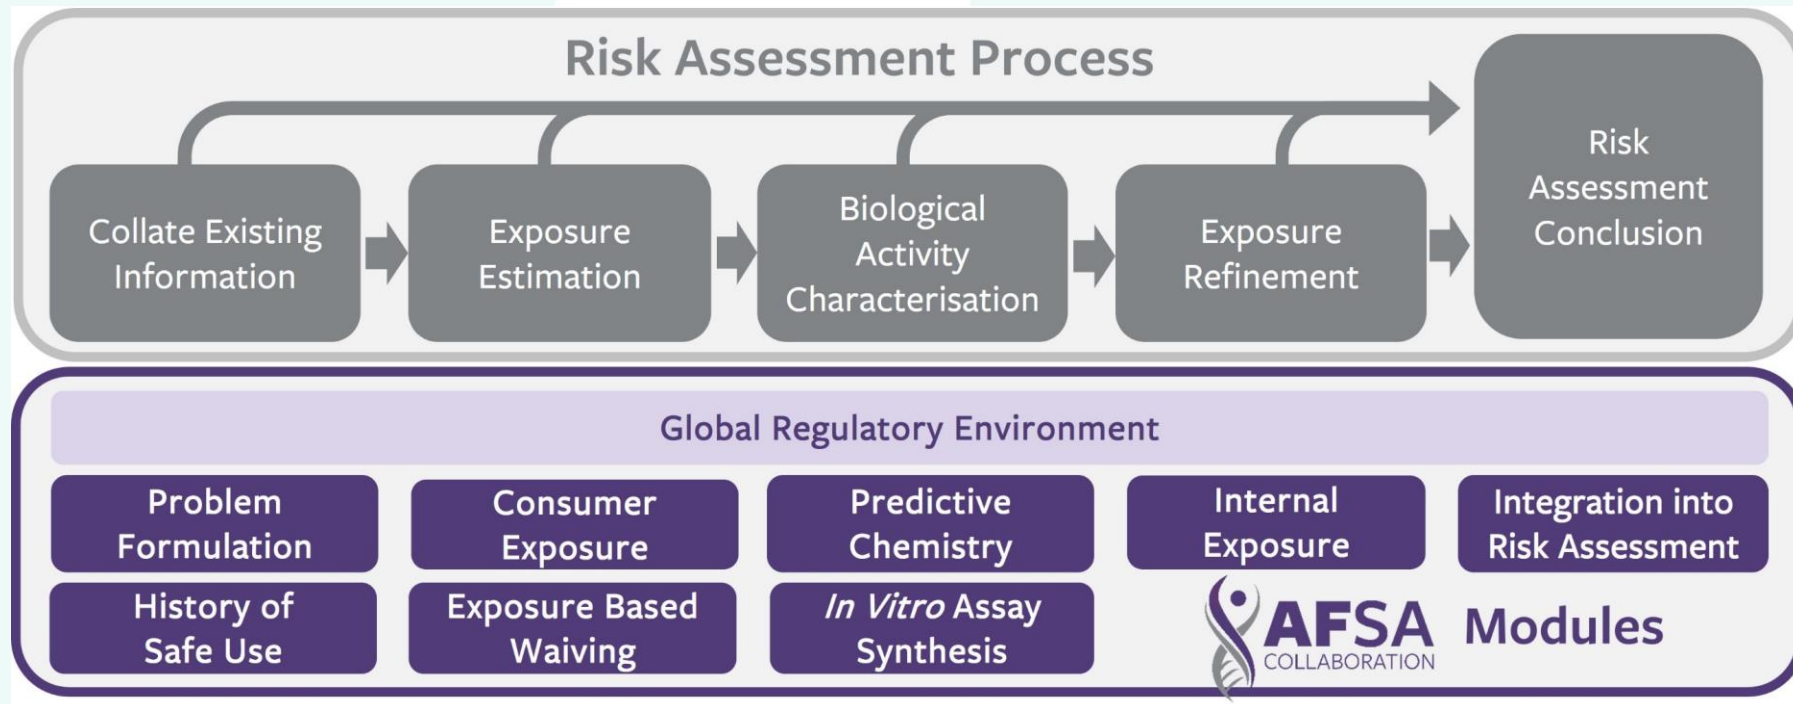 Risk Assessment Process
Collate Existing
Information
Exposure
Estimation
Biological
Activity
Characterisation
Exposure
Refinement
Risk
Assessment
Conclusion
Global Regulatory Environment
Problem
Formulation
Consumer
Exposure
Predictive
Chemistry
Internal
Exposure
Integration into
Risk Assessment
History of
Safe Use
Exposure Based
Waiving
In Vitro Assay
Synthesis
AFSA
COLLABORATION
Modules